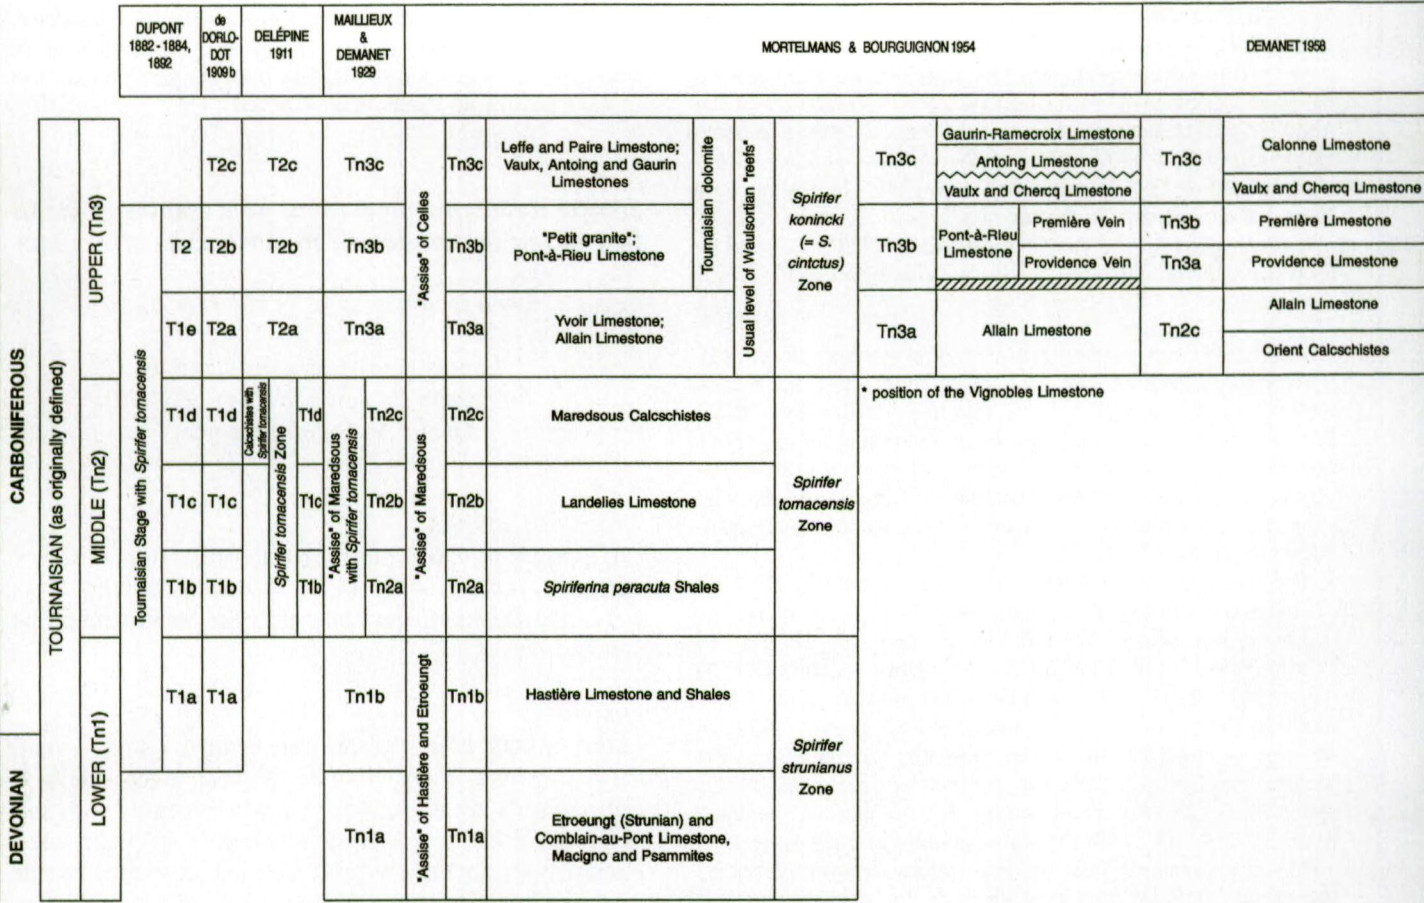 DUPONT
1882 - 1884,
1892
de
DORLO-
DOT
1909 b
DELÉPINE
1911
MAILLIEUX
&
DEMANET
1929
MORTELMANS & BOURGUIGNON 1954
DEMANET 1958
CARBONIFEROUS
DEVONIAN
TOURNAISIAN (as originally defined)
UPPER (Tn3)
MIDDLE (Tn2)
LOWER (Tn1)
Tournaisian Stage with Spirifer tornacensis
T2
T1e
T1d
T1c
T1b
T1a
T2c
T2b
T2a
T1d
T1c
T1b
T1a
T2c
T2b
T2a
Calcschistes with
Spirifer tornacensis
Spirifer tornacensis Zone
T1d
T1c
T1b
Tn3c
Tn3b
Tn3a
"Assise" of Maredsous
with Spirifer tornacensis
Tn2c
Tn2b
Tn2a
Tn1b
Tn1a
"Assise" of Celles
"Assise" of Maredsous
"Assise" of Hastière and Etroeungt
Tn3c
Leffe and Paire Limestone;
Vaulx, Antoing and Gaurin
Limestones
Tn3b
"Petit granite";
Pont-à-Rieu Limestone
Tn3a
Yvoir Limestone;
Allain Limestone
Tn2c
Maredsous Calcschistes
Tn2b
Landelies Limestone
Tn2a
Spiriferina peracuta Shales
Tn1b
Hastière Limestone and Shales
Tn1a
Etroeungt (Strunian) and
Comblain-au-Pont Limestone,
Macigno and Psammites
Tournaisian dolomite
Usual level of Waulsortian "reefs"
Spirifer
konincki
(= S.
cintctus)
Zone
Spirifer
tornacensis
Zone
Spirifer
strunianus
Zone
Tn3c
Gaurin-Ramecroix Limestone
Antoing Limestone
Vaulx and Chercq Limestone
Tn3b
Pont-à-Rieu
Limestone
Première Vein
Providence Vein
Tn3a
Allain Limestone
* position of the Vignobles Limestone
Tn3c
Calonne Limestone
Vaulx and Chercq Limestone
Tn3b
Première Limestone
Tn3a
Providence Limestone
Tn2c
Allain Limestone
Orient Calcschistes